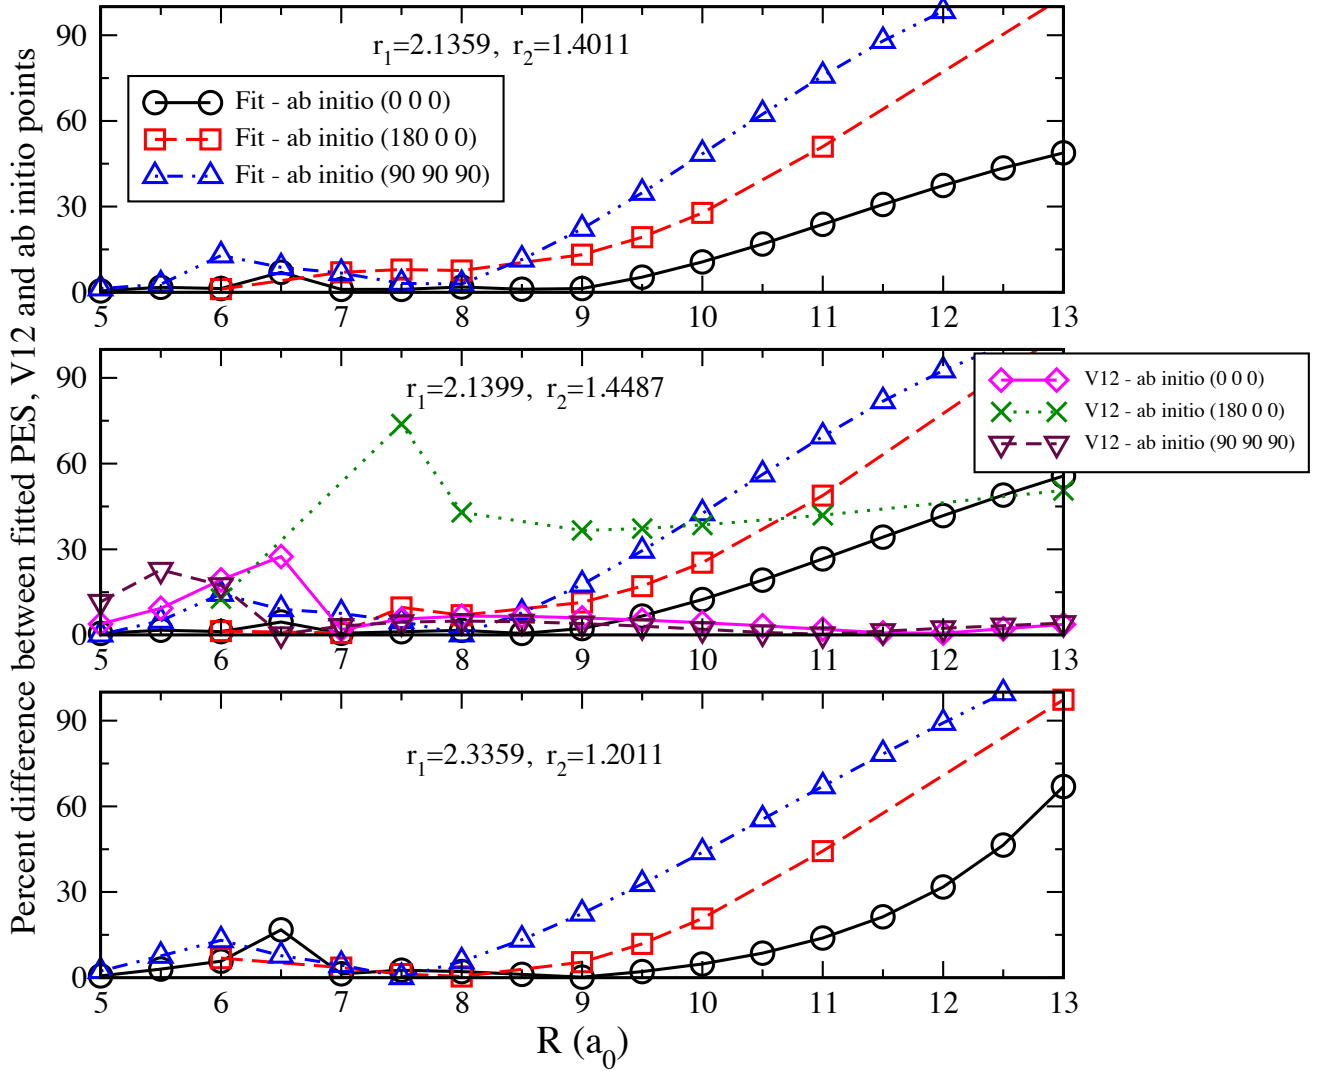 Percent difference between fitted PES, V12 and ab initio points
90
60
30
0
r1=2.1359, r2=1.4011
Fit - ab initio (0 0 0)
Fit - ab initio (180 0 0)
Fit - ab initio (90 90 90)
5 6 7 8 9 10 11 12 13
90
60
30
0
r1=2.1399, r2=1.4487
V12 - ab initio (0 0 0)
V12 - ab initio (180 0 0)
V12 - ab initio (90 90 90)
5 6 7 8 9 10 11 12 13
90
60
30
0
r1=2.3359, r2=1.2011
5 6 7 8 9 10 11 12 13
R (a0)